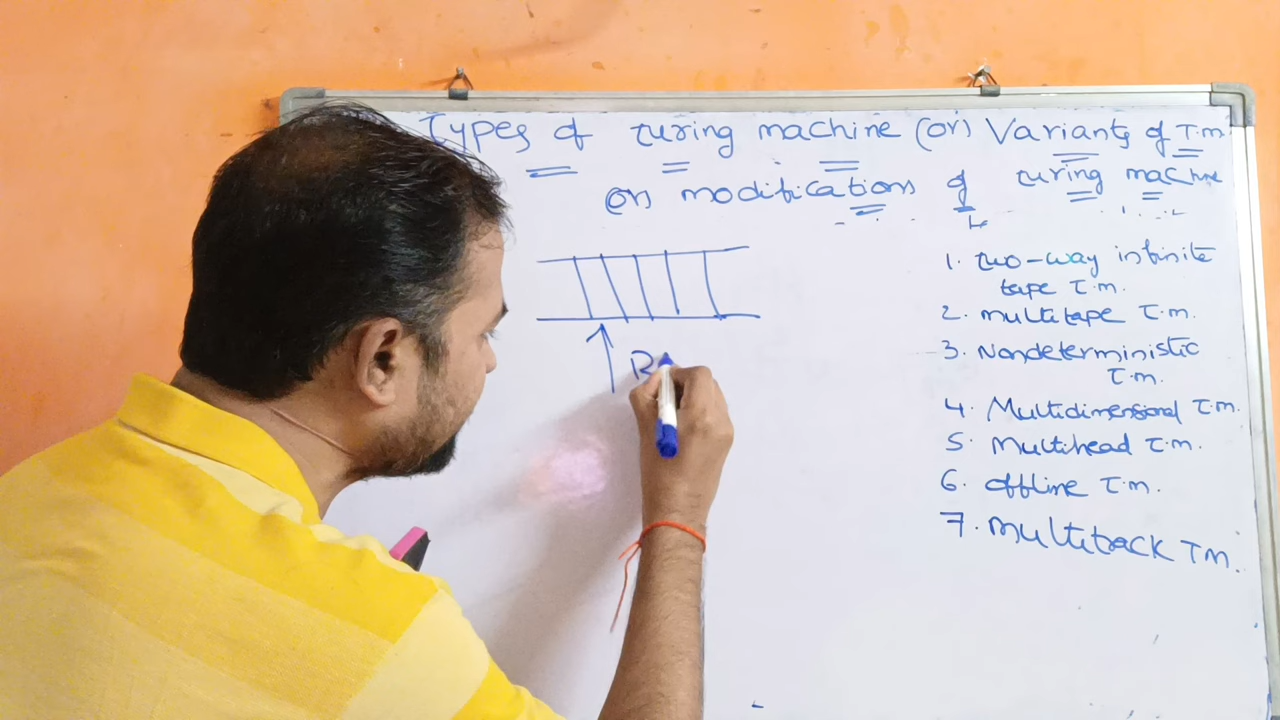 Types of turing machine (or) Variants of T.m
(or) modifications of turing machine
1. two-way infinite
tape T.m.
2. multitape T.m.
3. Nondeterministic
T.m.
4. Multidimensional T.m.
5. Multihead T.m.
6. offline T.m.
7. multitrack T.m.
R